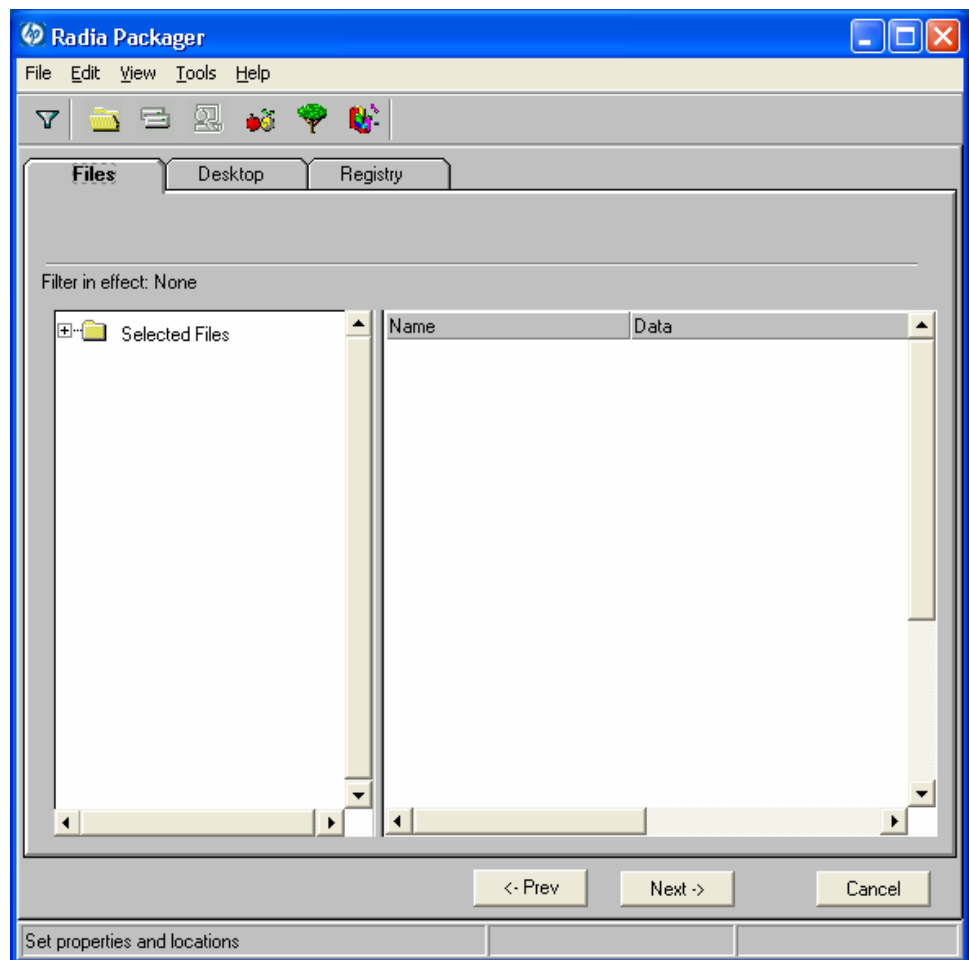 hp Radia Packager
File Edit View Tools Help
Files Desktop Registry
Filter in effect: None
Selected Files
Name Data
<- Prev Next -> Cancel
Set properties and locations